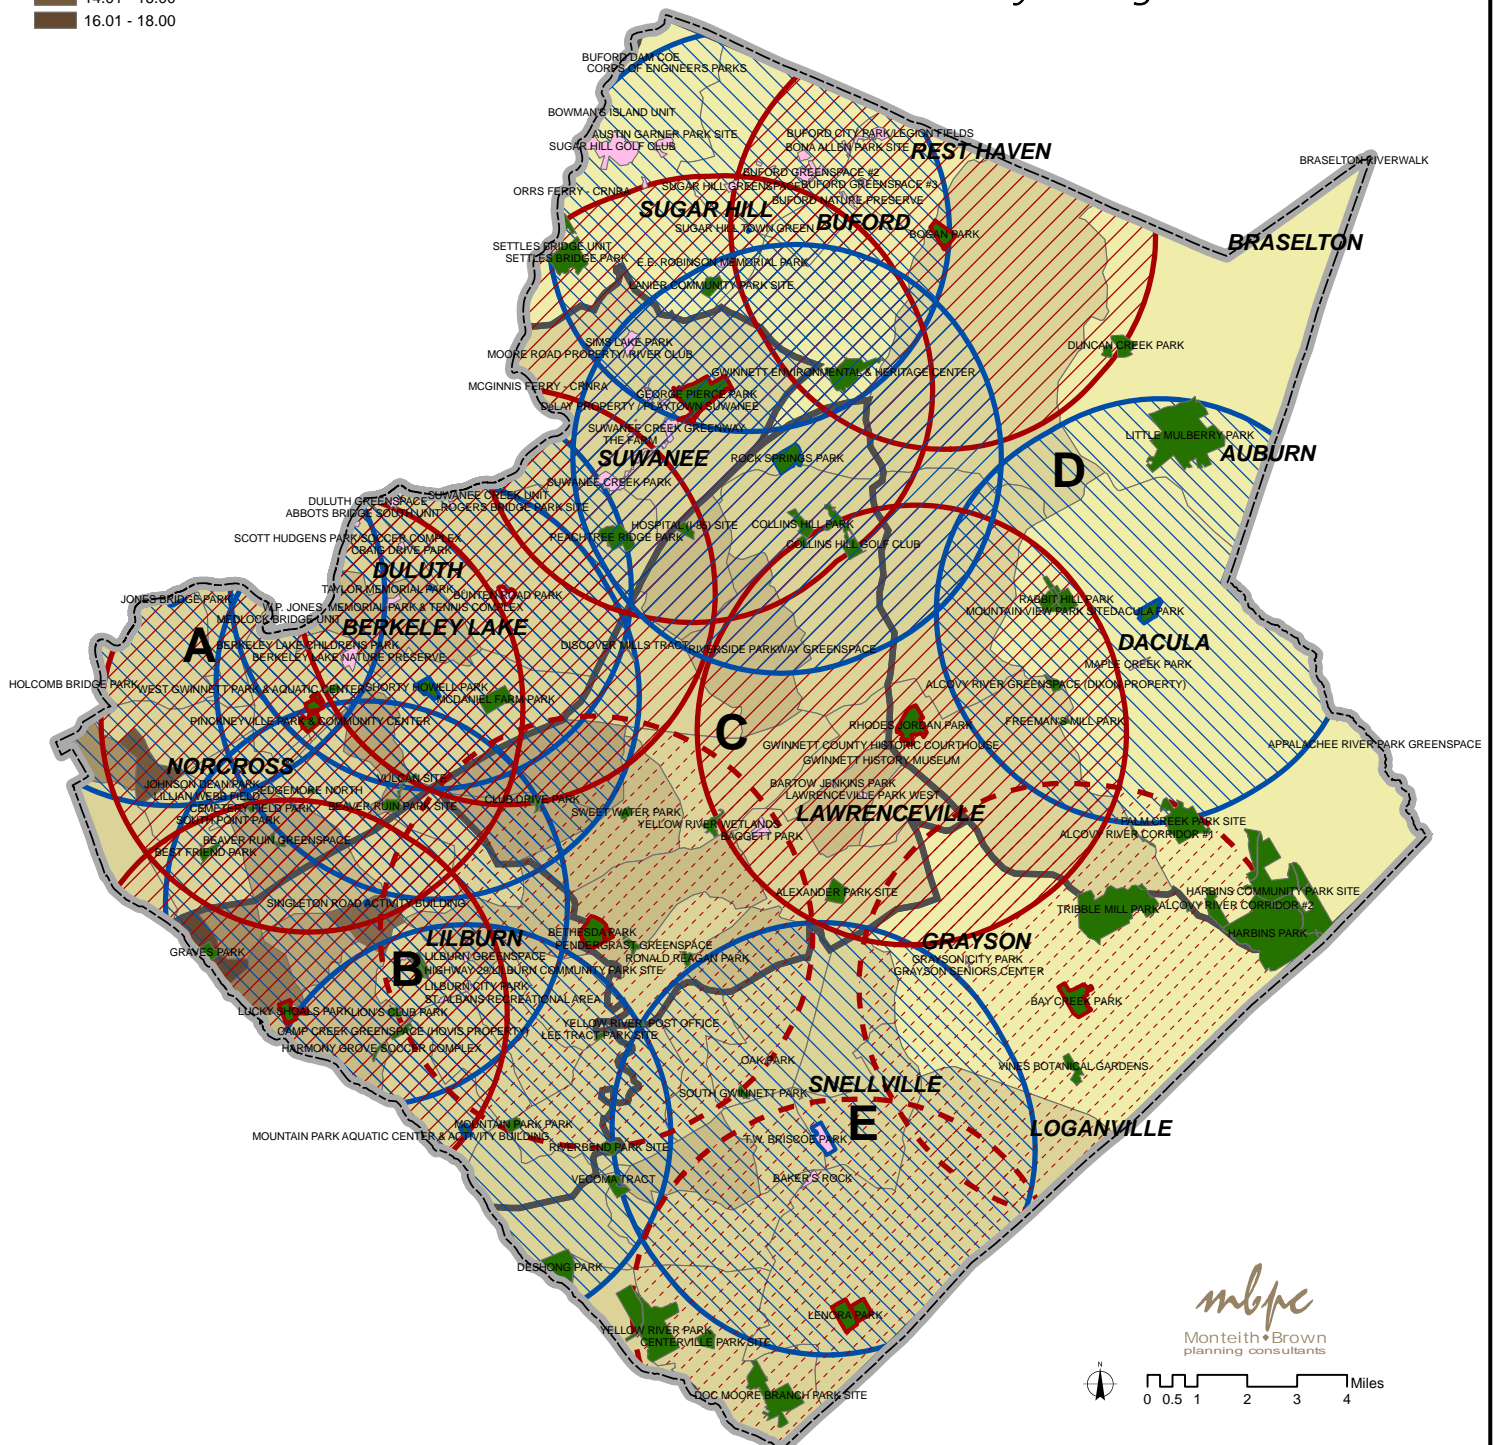 16.01 - 18.00
BUFORD DAM COE
CORPS OF ENGINEERS PARKS
BOWMAN'S ISLAND UNIT
AUSTIN GARNER PARK SITE
SUGAR HILL GOLF CLUB
BUFORD CITY PARK/LEGION FIELDS
BONA ALLEN PARK SITE
REST HAVEN
BRASELTON RIVERWALK
BUFORD GREENSPACE #2
ORRS FERRY - CRNRA
SUGAR HILL GREENSPACE
BUFORD GREENSPACE #3
BUFORD NATURE PRESERVE
SUGAR HILL
BUFORD
SUGAR HILL TOWN GREEN
BOGAN PARK
BRASELTON
SETTLES BRIDGE UNIT
SETTLES BRIDGE PARK
E.E. ROBINSON MEMORIAL PARK
LANIER COMMUNITY PARK SITE
SIMS LAKE PARK
MOORE ROAD PROPERTY/RIVER CLUB
DUNCAN CREEK PARK
GWINNETT ENVIRONMENTAL & HERITAGE CENTER
MCGINNIS FERRY - CRNRA
GEORGE PIERCE PARK
DeLAY PROPERTY / PLAYTOWN SUWANEE
SUWANEE CREEK GREENWAY
THE FARM
SUWANEE
ROCK SPRINGS PARK
LITTLE MULBERRY PARK
AUBURN
D
SUWANEE CREEK PARK
DULUTH GREENSPACE
SUWANEE CREEK UNIT
ROGERS BRIDGE PARK SITE
ABBOTS BRIDGE SOUTH UNIT
HOSPITAL (I-85) SITE
COLLINS HILL PARK
SCOTT HUDGENS PARK/SOCCER COMPLEX
PEACHTREE RIDGE PARK
COLLINS HILL GOLF CLUB
CRAIG DRIVE PARK
DULUTH
TAYLOR MEMORIAL PARK
BUNTEN ROAD PARK
JONES BRIDGE PARK
W.P. JONES, MEMORIAL PARK & TENNIS COMPLEX
MEDLOCK BRIDGE UNIT
BERKELEY LAKE
RABBIT HILL PARK
MOUNTAIN VIEW PARK SITE
DACULA PARK
DACULA
A
BERKELEY LAKE CHILDRENS PARK
BERKELEY LAKE NATURE PRESERVE
DISCOVER MILLS TRACT
RIVERSIDE PARKWAY GREENSPACE
MAPLE CREEK PARK
HOLCOMB BRIDGE PARK
WEST GWINNETT PARK & AQUATIC CENTER
SHORTY HOWELL PARK
MCDANIEL FARM PARK
ALCOVY RIVER GREENSPACE (DIXON PROPERTY)
PINCKNEYVILLE PARK & COMMUNITY CENTER
C
RHODES JORDAN PARK
FREEMAN'S MILL PARK
GWINNETT COUNTY HISTORIC COURTHOUSE
GWINNETT HISTORY MUSEUM
APPALACHEE RIVER PARK GREENSPACE
NORCROSS
JOHNSON DEAN PARK
LILLIAN WEBB FIELD
EDGEMORE NORTH
VULCAN SITE
CEMETERY FIELD PARK
BEAVER RUIN PARK SITE
CLUB DRIVE PARK
SOUTH POINT PARK
SWEET WATER PARK
BARTOW JENKINS PARK
LAWRENCEVILLE PARK WEST
LAWRENCEVILLE
YELLOW RIVER WETLANDS
BAGGETT PARK
PALM CREEK PARK SITE
ALCOVY RIVER CORRIDOR #1
BEAVER RUIN GREENSPACE
BEST FRIEND PARK
SINGLETON ROAD ACTIVITY BUILDING
ALEXANDER PARK SITE
HARBINS COMMUNITY PARK SITE
ALCOVY RIVER CORRIDOR #2
TRIBBLE MILL PARK
HARBINS PARK
GRAVES PARK
LILBURN
B
BETHESDA PARK
PENDERGRAST GREENSPACE
RONALD REAGAN PARK
GRAYSON
GRAYSON CITY PARK
GRAYSON SENIORS CENTER
LILBURN GREENSPACE
HIGHWAY 29/LILBURN COMMUNITY PARK SITE
LILBURN CITY PARK
ST. ALBANS RECREATIONAL AREA
BAY CREEK PARK
LUCKY SHOALS PARK
LION'S CLUB PARK
YELLOW RIVER POST OFFICE
LEE TRACT PARK SITE
CAMP CREEK GREENSPACE (HOVIS PROPERTY)
HARMONY GROVE SOCCER COMPLEX
OAK PARK
VINES BOTANICAL GARDENS
SOUTH GWINNETT PARK
SNELLVILLE
MOUNTAIN PARK PARK
MOUNTAIN PARK AQUATIC CENTER & ACTIVITY BUILDING
RIVERBEND PARK SITE
T.W. BRISCOE PARK
E
LOGANVILLE
VECOMA TRACT
BAKER'S ROCK
DESHONG PARK
LENORA PARK
YELLOW RIVER PARK
CENTERVILLE PARK SITE
DOC MOORE BRANCH PARK SITE
mbpc
Monteith Brown
planning consultants
N
Miles
0 0.5 1 2 3 4